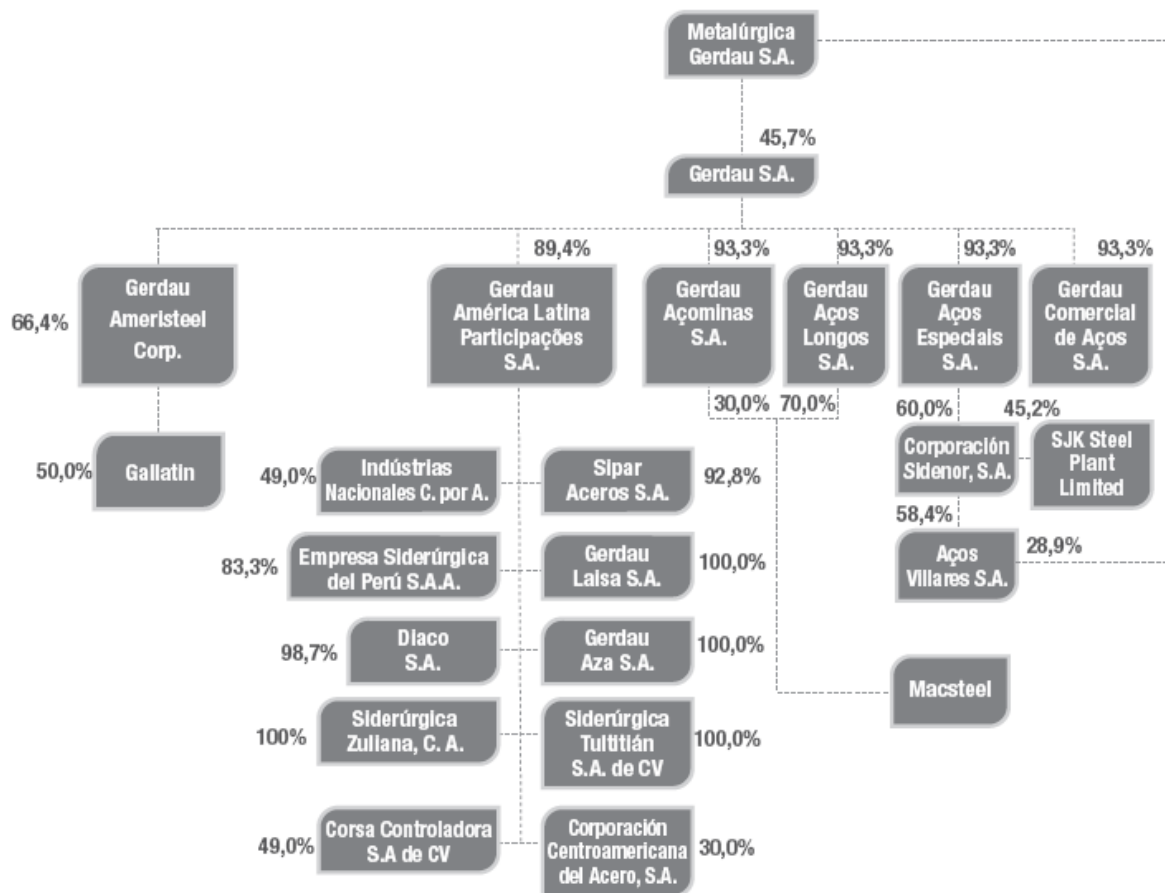 Metalúrgica
Gerdau S.A.
45,7%
Gerdau S.A.
66,4%
Gerdau
Ameristeel
Corp.
89,4%
Gerdau
América Latina
Participações
S.A.
93,3%
Gerdau
Açominas
S.A.
93,3%
Gerdau
Aços
Longos
S.A.
93,3%
Gerdau
Aços
Especiais
S.A.
93,3%
Gerdau
Comercial
de Aços
S.A.
30,0%
70,0%
60,0%
45,2%
50,0%
Gallatin
49,0%
Indústrias
Nacionales C. por A.
Sipar
Aceros S.A.
92,8%
Corporación
Sidenor, S.A.
SJK Steel
Plant
Limited
58,4%
83,3%
Empresa Siderúrgica
del Perú S.A.A.
Gerdau
Laisa S.A.
100,0%
Aços
Villares S.A.
28,9%
98,7%
Diaco
S.A.
Gerdau
Aza S.A.
100,0%
Macsteel
100%
Siderúrgica
Zuliana, C. A.
Siderúrgica
Tultitlán
S.A. de CV
100,0%
49,0%
Corsa Controladora
S.A de CV
Corporación
Centroamericana
del Acero, S.A.
30,0%